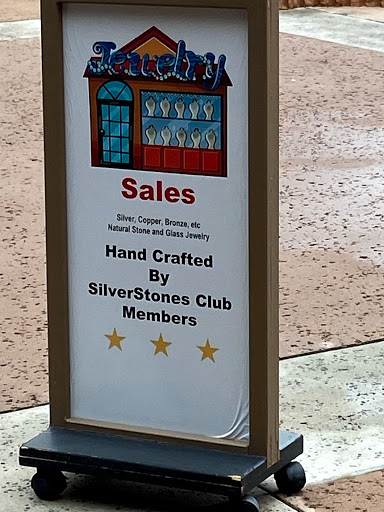 Jewelry
Sales
Silver, Copper, Bronze, etc
Natural Stone and Glass Jewelry
Hand Crafted
By
SilverStones Club
Members